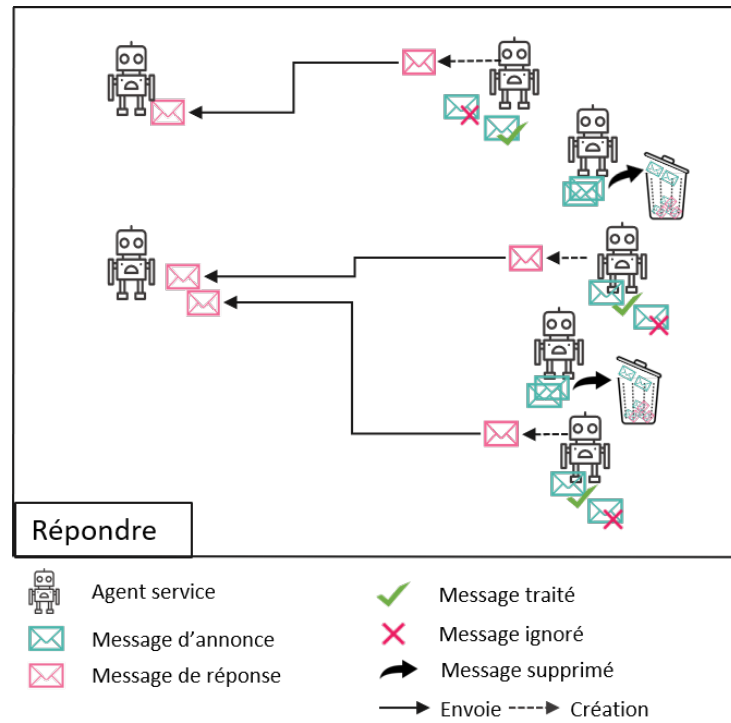 Répondre
Agent service
Message d'annonce
Message de réponse
Message traité
Message ignoré
Message supprimé
Envoie
Création